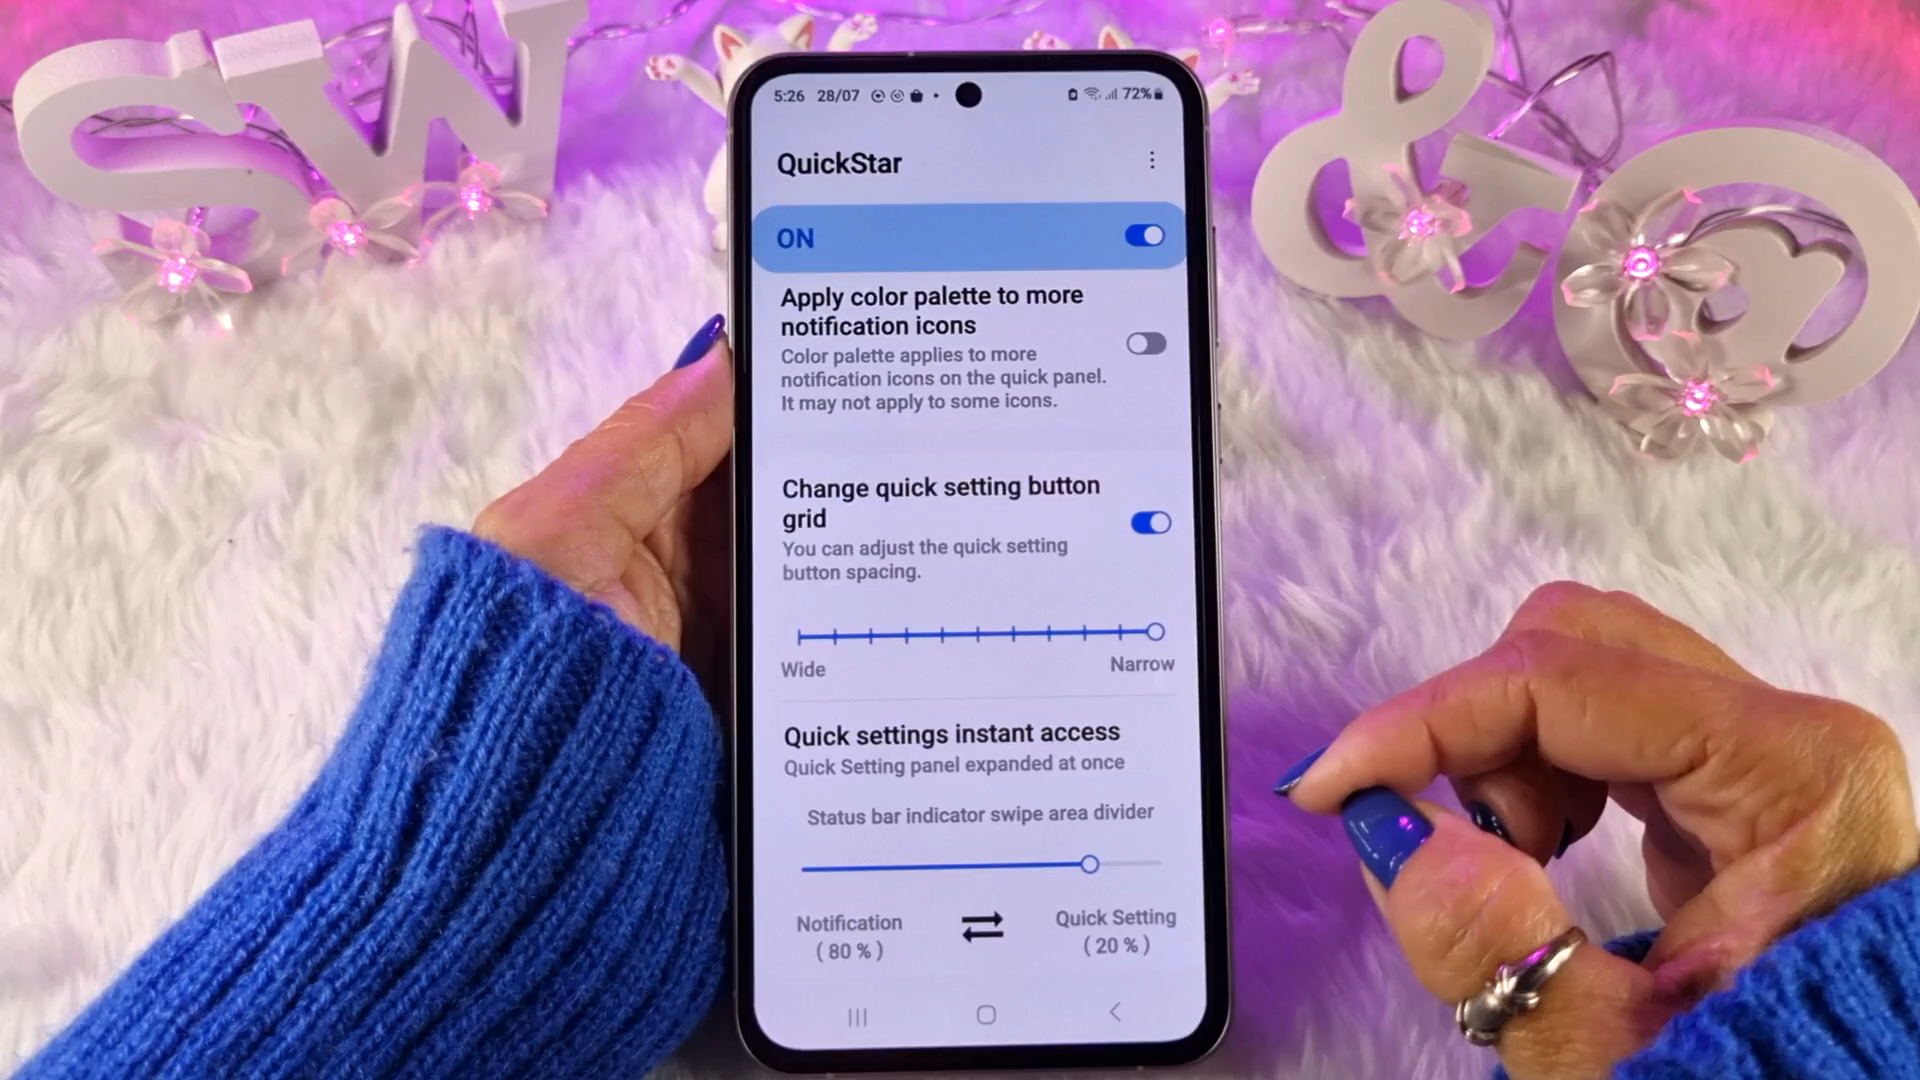 SW &
5:26 28/07 72%
QuickStar
ON
Apply color palette to more
notification icons
Color palette applies to more
notification icons on the quick panel.
It may not apply to some icons.
Change quick setting button
grid
You can adjust the quick setting
button spacing.
Wide Narrow
Quick settings instant access
Quick Setting panel expanded at once
Status bar indicator swipe area divider
Notification Quick Setting
( 80 % ) ( 20 % )